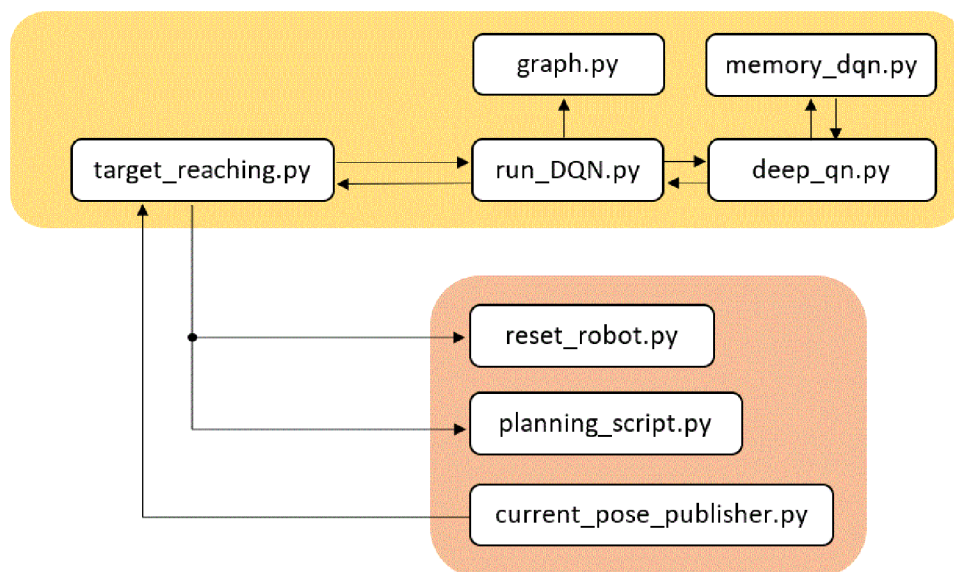 graph.py
memory_dqn.py
target_reaching.py
run_DQN.py
deep_qn.py
reset_robot.py
planning_script.py
current_pose_publisher.py